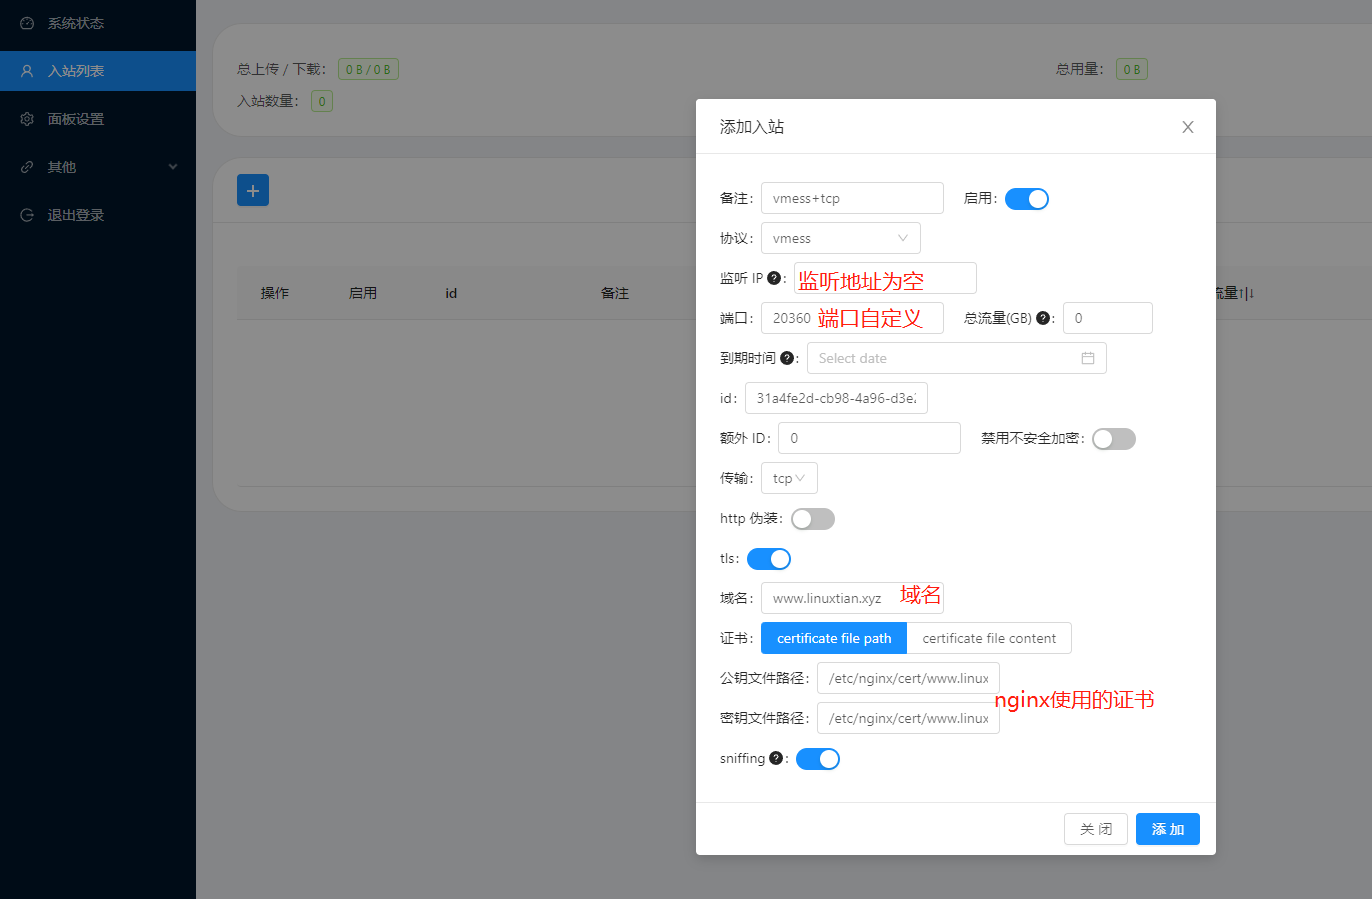 系统状态
入站列表
面板设置
其他
退出登录
总上传 / 下载： 0 B / 0 B
总用量： 0 B
入站数量： 0
+
操作 启用 id 备注 流量↑|↓
添加入站
备注： vmess+tcp 启用：
协议： vmess
监听 IP ?： 监听地址为空
端口： 20360 端口自定义 总流量(GB) ?： 0
到期时间 ?： Select date
id： 31a4fe2d-cb98-4a96-d3e
额外 ID： 0 禁用不安全加密：
传输： tcp
http 伪装：
tls：
域名： www.linuxtian.xyz 域名
证书： certificate file path certificate file content
公钥文件路径： /etc/nginx/cert/www.linux
nginx使用的证书
密钥文件路径： /etc/nginx/cert/www.linux
sniffing ?：
关 闭 添 加